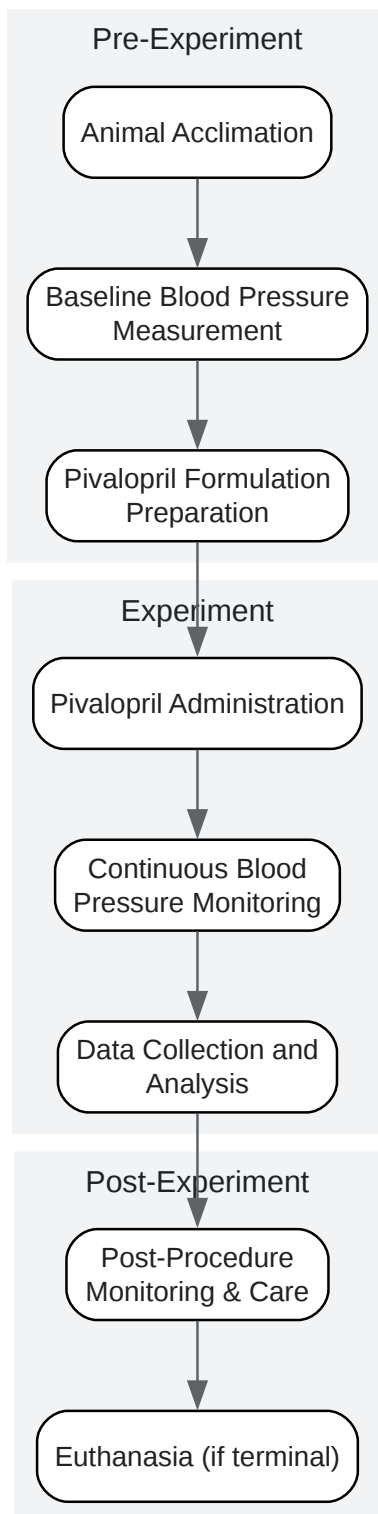 Pre-Experiment
Animal Acclimation
Baseline Blood Pressure
Measurement
Pivalopril Formulation
Preparation
Experiment
Pivalopril Administration
Continuous Blood
Pressure Monitoring
Data Collection and
Analysis
Post-Experiment
Post-Procedure
Monitoring & Care
Euthanasia (if terminal)